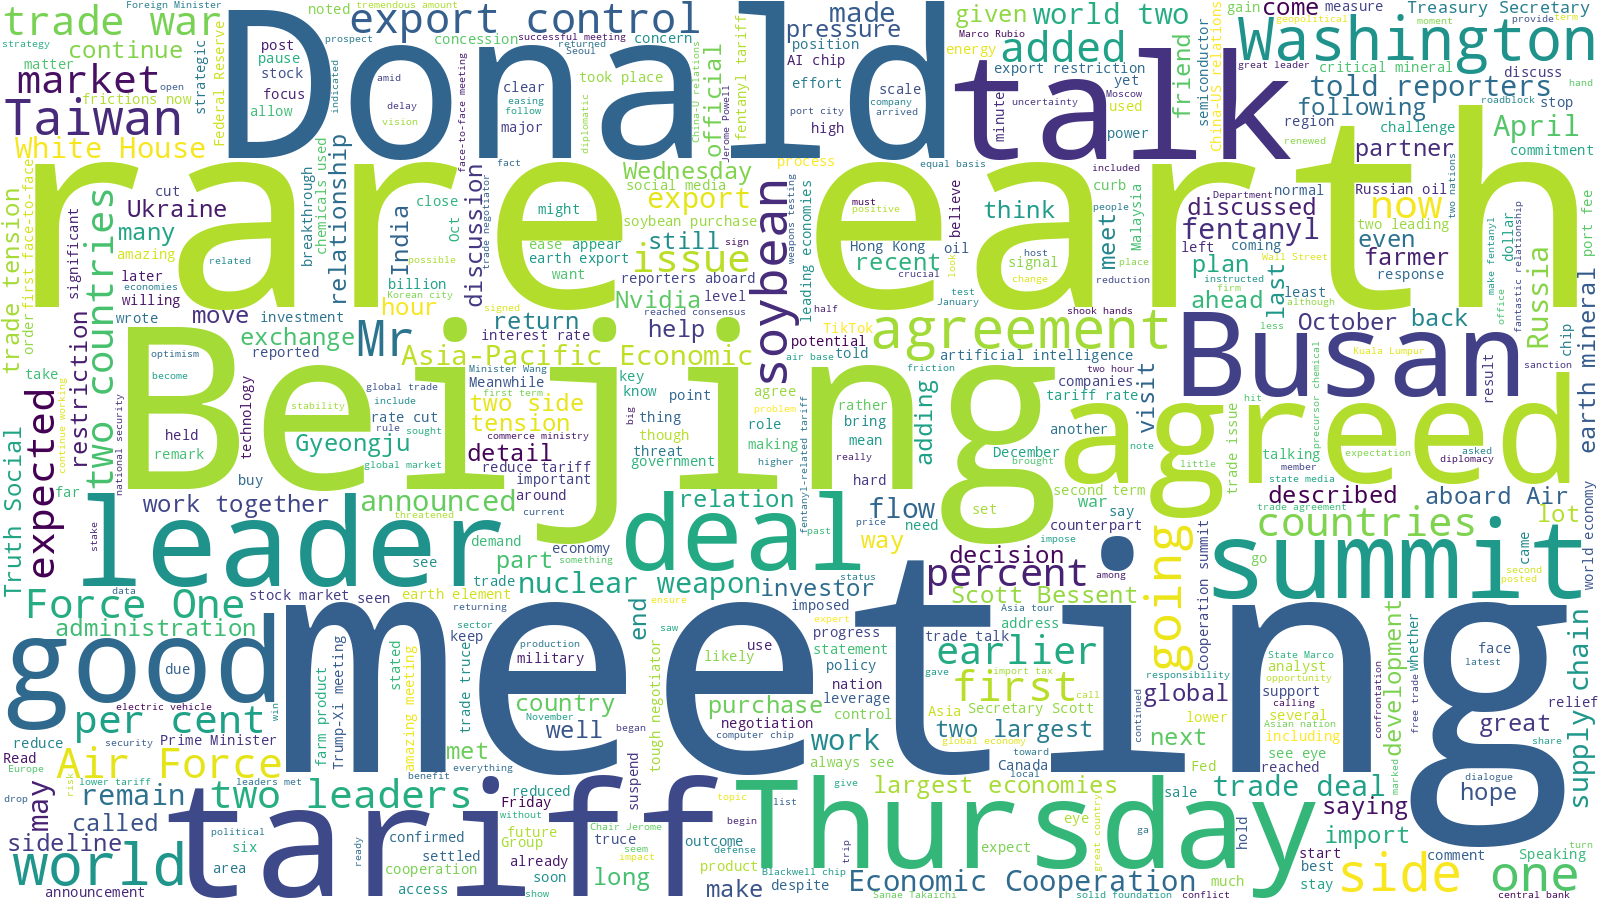 Donald
talk
rare earth
Beijing
agreed
Busan
meeting
tariff
Thursday
leader
deal
summit
good
Washington
trade war
export control
made
pressure
given
world two
added
come
measure
Treasury Secretary
Foreign Minister
tremendous amount
noted
concession
successful meeting
returned
Seoul
concern
position
AI chip
effort
gain
geopolitical
moment
provide
term
Marco Rubio
energy
export restriction
great leader
critical mineral
told reporters
discuss
hand
roadblock
strategy
prospect
continue
matter
market
open
frictions now
Taiwan
White House
strategic
Federal Reserve
post
pause
stock
focus
allow
indicated
amid
delay
vision
took place
clear
easing
follow
major
face-to-face meeting
diplomatic
China-U relations
official
fentanyl tariff
Jerome Powell
port city
high
scale
company
arrived
yet
Moscow
used
uncertainty
minute
power
friend
semiconductor
china-US relations
following
region
stop
renewed
challenge
April
partner
commitment
trade tension
order
first face-to-face
two countries
significant
many
Ukraine
cut
amazing
later
economies
willing
wrote
investment
restriction
move
related
breakthrough
chemicals used
relationship
close
India
billion
Oct
possible
Korean city
hour
signed
discussion
trade negotiator
fact
might
ease
appear
earth export
want
Wednesday
social media
export
soybean purchase
still
issue
reporters aboard
Nvidia
level
sign
soybean
process
must
positive
weapons testing
leading economies
equal basis
think
Hong Kong
recent
oil
crucial
believe
look
included
curb
people
host
signal
change
meet
Malaysia
place
reduction
Department
normal
discussed
fentanyl
left
coming
plan
ahead
instructed
firm
Wall Street
last
although
least
Russian oil
now
two leading
even
farmer
response
two nations
port fee
dollar
make fentanyl
office
fantastic relationship
Russia
earth mineral
exchange
reported
return
interest rate
Mr
Asia-Pacific Economic
reached consensus
help
half
shook hands
potential
TikTok
told
air base
agreement
artificial intelligence
friction
two hour
companies
tariff rate
test
January
visit
less
October
back
Kuala Lumpur
result
chip
sanction
take
optimism
become
global trade
include
rate cut
rule
sought
stability
Minister Wang
Meanwhile
first term
two side
tension
key
know
point
thing
though
threat
government
big
agree
problem
role
making
higher
rather
bring
mean
really
hard
adding
another
December
brought
second term
talking
note
little
trade issue
hit
precursor chemical
expectation
asked
member
diplomacy
state media
trade agreement
expected
continue working
national security
held
remark
technology
Gyeongju
global market
buy
commerce ministry
detail
reduce tariff
important
far
work together
announced
threatened
around
current
relation
fentanyl-related tariff
past
flow
price
need
set
war
say
counterpart
impose
described
aboard Air
countries
lot
Truth Social
stake
data
see
demand
part
trade
economy
something
nuclear weapon
investor
status
way
decision
percent
among
going
Cooperation summit
go
came
second
posted
world economy
Force One
administration
stock market seen
earth element
returning
end
ensure
imposed
Scott Bessent
Asia tour
address
due
electric vehicle
win
per cent
reduce
security
Prime Minister
Read
Europe
Air Force
farm product
Trump-Xi meeting
stated
amazing meeting
keep
sector
trade truce
production
military
country
November
well
began
met
everything
benefit
saw
expert
use
likely
tough negotiator
purchase
negotiation
computer chip
progress
statement
policy
nation
leverage
control
work
always see
trade talk
earlier
gave
import tax
first
call
Asia
Secretary Scott
two largest
global economy
toward
Canada
local
continued
responsibility
global
lower
next
Fed
State Marco
analyst
opportunity
support
calling
several
Asian nation
including
see eye
reached
confrontation
development
whether
free trade
face
latest
great
share
relief
supply chain
marked
dialogue
hope
drop
may
risk
remain
lower tariff
two leaders
leaders met
called
sideline
world
announcement
political
six
area
ready
confirmed
settled
cooperation
access
reduced
Friday
without
future
Group
already
soon
show
suspend
Chair Jerome
truce
seem
impact
long
outcome
defense
product
make
topic
begin
list
give
trip
Blackwell chip
despite
largest economies
Economic Cooperation
Sanae Takaichi
eye
expect
great country
solid foundation
much
conflict
ga
sale
trade deal
hold
saying
import
start
best
stay
side
comment
one
Speaking
turn
central bank